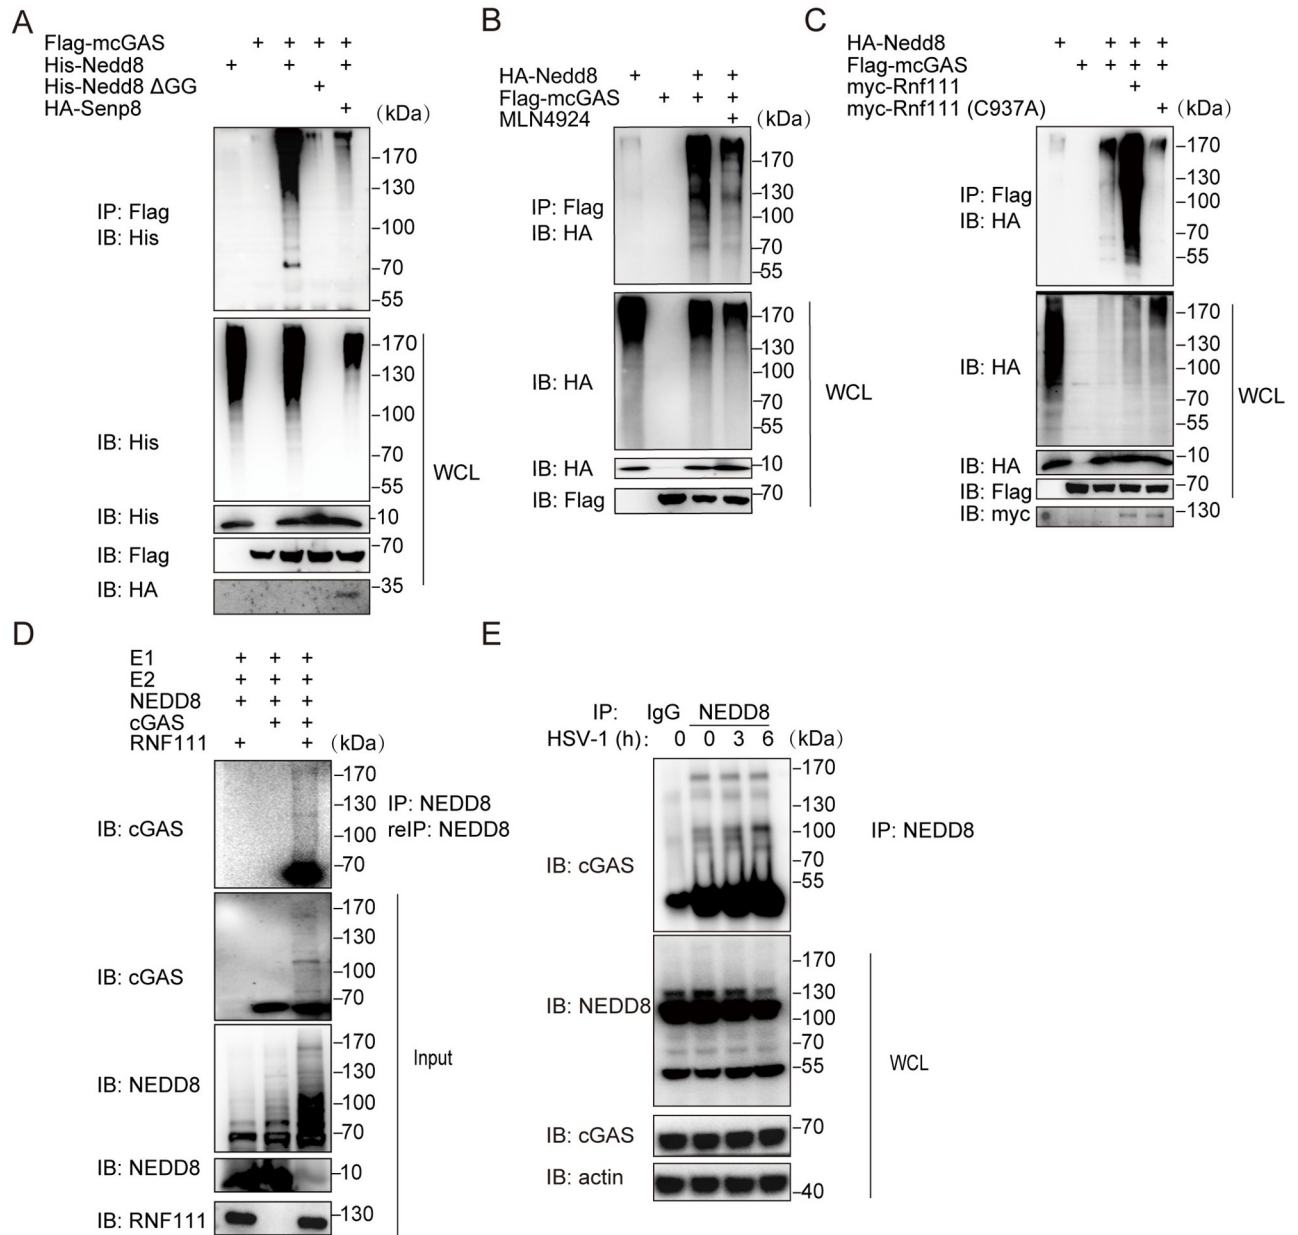 A
Flag-mcGAS + + + +
His-Nedd8 + + +
His-Nedd8 ΔGG +
HA-Senp8 + (kDa)
IP: Flag
IB: His
–170
–130
–100
–70
–55
IB: His
–170
–130
–100
–70
–55
IB: His
–10
IB: Flag
–70
IB: HA
–35
WCL
B
HA-Nedd8 + + +
Flag-mcGAS + + +
MLN4924 + (kDa)
IP: Flag
IB: HA
–170
–130
–100
–70
–55
IB: HA
–170
–130
–100
–70
–55
IB: HA
–10
IB: Flag
–70
WCL
C
HA-Nedd8 + + + +
Flag-mcGAS + + + +
myc-Rnf111 +
myc-Rnf111 (C937A) + (kDa)
IP: Flag
IB: HA
–170
–130
–100
–70
–55
IB: HA
–170
–130
–100
–70
–55
IB: HA
–10
IB: Flag
–70
IB: myc
–130
WCL
D
E1 + + +
E2 + + +
NEDD8 + + +
cGAS + +
RNF111 + + (kDa)
IB: cGAS
–170
–130
–100
–70
IP: NEDD8
reIP: NEDD8
IB: cGAS
–170
–130
–100
–70
IB: NEDD8
–170
–130
–100
–70
IB: NEDD8
–10
IB: RNF111
–130
Input
E
IP: IgG NEDD8
HSV-1 (h): 0 0 3 6 (kDa)
IB: cGAS
–170
–130
–100
–70
–55
IP: NEDD8
IB: NEDD8
–170
–130
–100
–70
–55
IB: cGAS
–70
IB: actin
–40
WCL